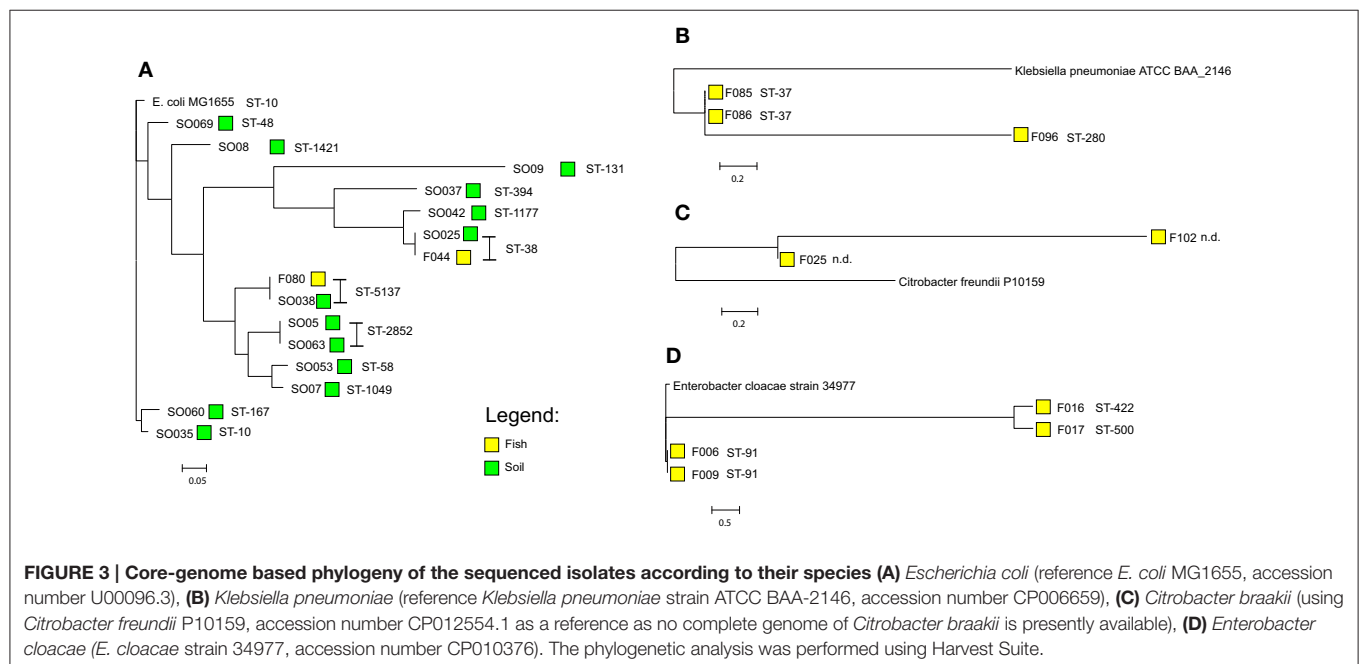 A
E. coli MG1655 ST-10
SO069 ST-48
SO08 ST-1421
SO09 ST-131
SO037 ST-394
SO042 ST-1177
SO025
ST-38
F044
F080
ST-5137
SO038
SO05
ST-2852
SO063
SO053 ST-58
SO07 ST-1049
SO060 ST-167
SO035 ST-10
0.05
Legend:
Fish
Soil
B
Klebsiella pneumoniae ATCC BAA_2146
F085 ST-37
F086 ST-37
F096 ST-280
0.2
C
F102 n.d.
F025 n.d.
Citrobacter freundii P10159
0.2
D
Enterobacter cloacae strain 34977
F016 ST-422
F017 ST-500
F006 ST-91
F009 ST-91
0.5
FIGURE 3 | Core-genome based phylogeny of the sequenced isolates according to their species (A) Escherichia coli (reference E. coli MG1655, accession
number U00096.3), (B) Klebsiella pneumoniae (reference Klebsiella pneumoniae strain ATCC BAA-2146, accession number CP006659), (C) Citrobacter braakii (using
Citrobacter freundii P10159, accession number CP012554.1 as a reference as no complete genome of Citrobacter braakii is presently available), (D) Enterobacter
cloacae (E. cloacae strain 34977, accession number CP010376). The phylogenetic analysis was performed using Harvest Suite.